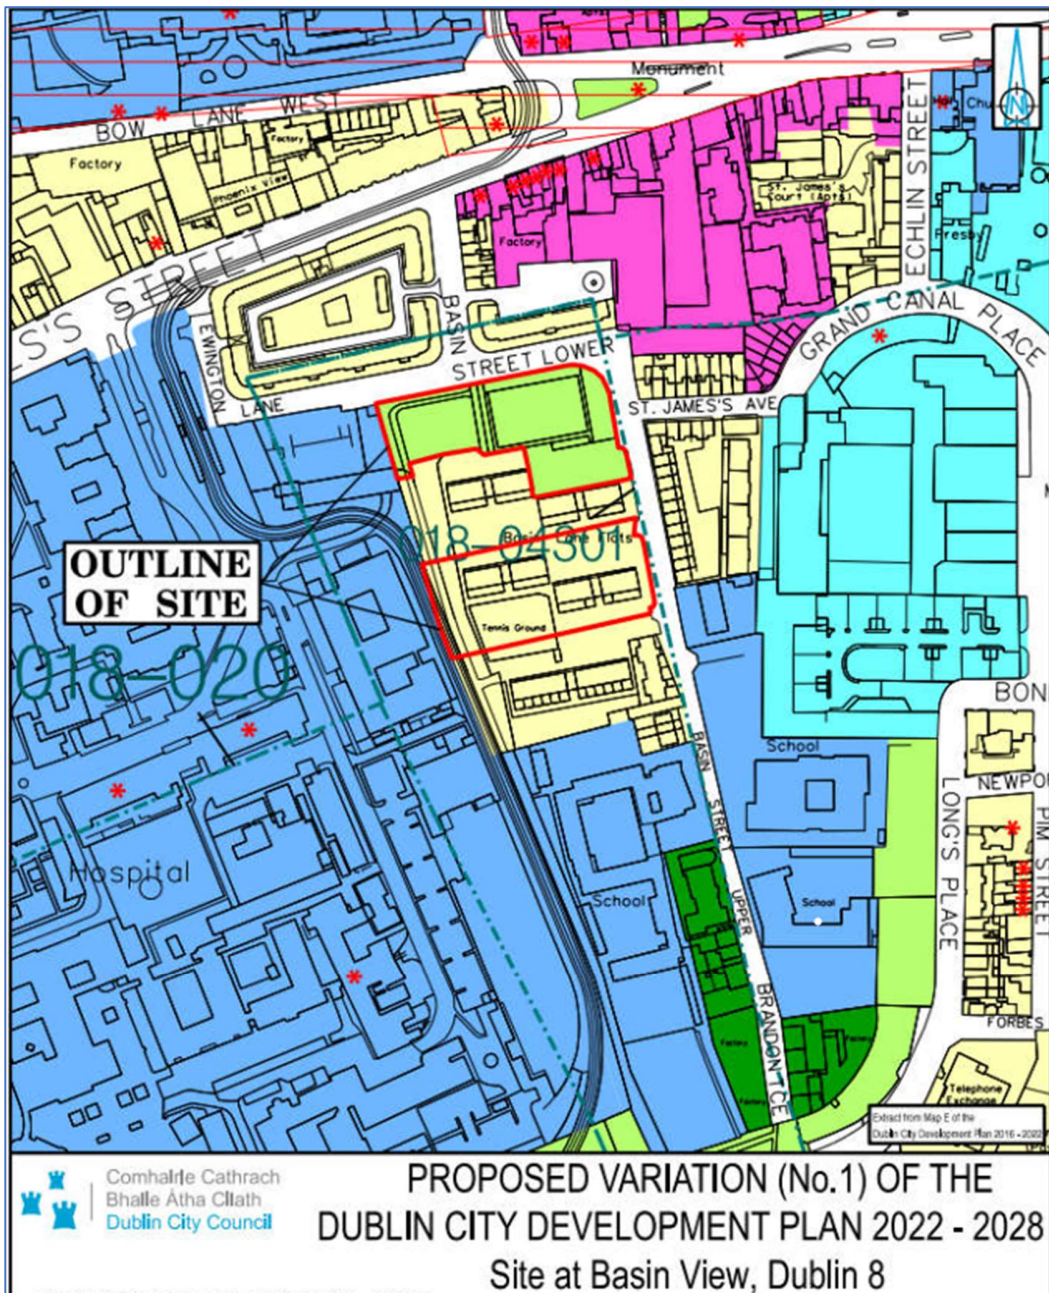 Apts)
Monument
BOW LANE WEST
ECHLIN STREET
Chu
N
Factory
Factory
Phoenix View
St. James's
Court (Apts)
Presby
Factory
S'S STREET
BASIN
STREET LOWER
EWINGTON
LANE
GRAND CANAL PLACE
ST. JAMES'S AVE
OUTLINE
OF SITE
018-04301
Tennis Ground
018-020
BON
School
BASIN STREET UPPER
NEWPO
PIM STREET
LONG'S PLACE
Hospital
School
School
BRANDON TCE
FORBES
Factory
Factory
Factory
Telephone
Exchange
Extract from Map E of the
Dublin City Development Plan 2016 - 2022
Comhairle Cathrach
Bhaile Átha Cliath
Dublin City Council
PROPOSED VARIATION (No.1) OF THE
DUBLIN CITY DEVELOPMENT PLAN 2022 - 2028
Site at Basin View, Dublin 8